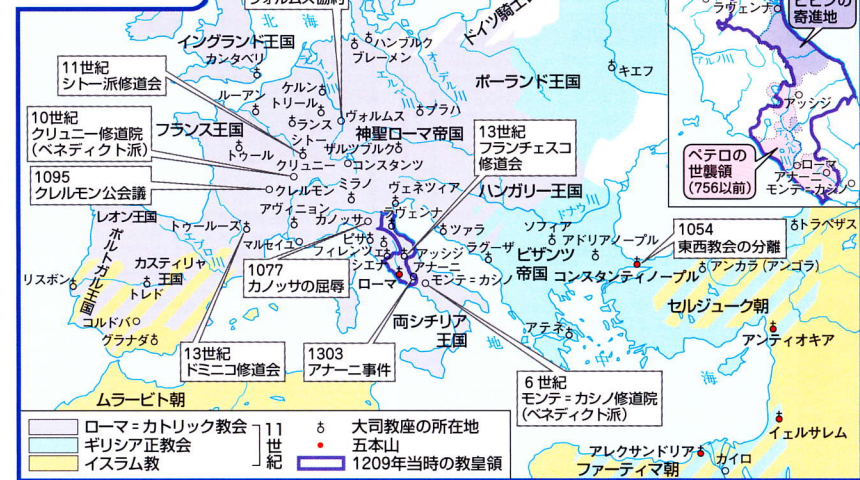 ヴォルムス協約
ドイツ騎士
北海
イングランド王国
カンタベリ
ハンブルク
ブレーメン
エルベ川
オーデル川
ポーランド王国
キエフ
11世紀
シトー派修道会
ルーアン
ケルン
トリール
ランス
ヴォルムス
プラハ
10世紀
クリュニー修道院
(ベネディクト派)
フランス王国
シトー
神聖ローマ帝国
13世紀
フランチェスコ
修道会
トゥール
クリュニー
ザルツブルク
コンスタンツ
1095
クレルモン公会議
クレルモン
ミラノ
ヴェネツィア
ハンガリー王国
ドナウ川
レオン王国
アヴィニョン
カノッサ
ラヴェンナ
トゥールーズ
マルセイユ
ピサ
フィレンツェ
シエナ
ツァラ
ラグーザ
ソフィア
アドリアノープル
1054
東西教会の分離
トラペズス
ポルトガル王国
カスティリャ
王国
トレド
リスボン
1077
カノッサの屈辱
アッシジ
アナーニ
ローマ
モンテ=カシノ
ビザンツ
帝国
コンスタンティノープル
アンカラ(アンゴラ)
セルジューク朝
コルドバ
グラナダ
両シチリア
王国
アテネ
アンティオキア
13世紀
ドミニコ修道会
1303
アナーニ事件
地
中
海
6世紀
モンテ=カシノ修道院
(ベネディクト派)
ムラービト朝
イェルサレム
アレクサンドリア
カイロ
ファーティマ朝
ローマ=カトリック教会
ギリシア正教会
イスラム教
11世紀
大司教座の所在地
五本山
1209年当時の教皇領
ラヴェンナ
ピピンの
寄進地
アルノ川
アッシジ
ペテロの
世襲領
(756以前)
ローマ
アナーニ
モンテ=カシノ